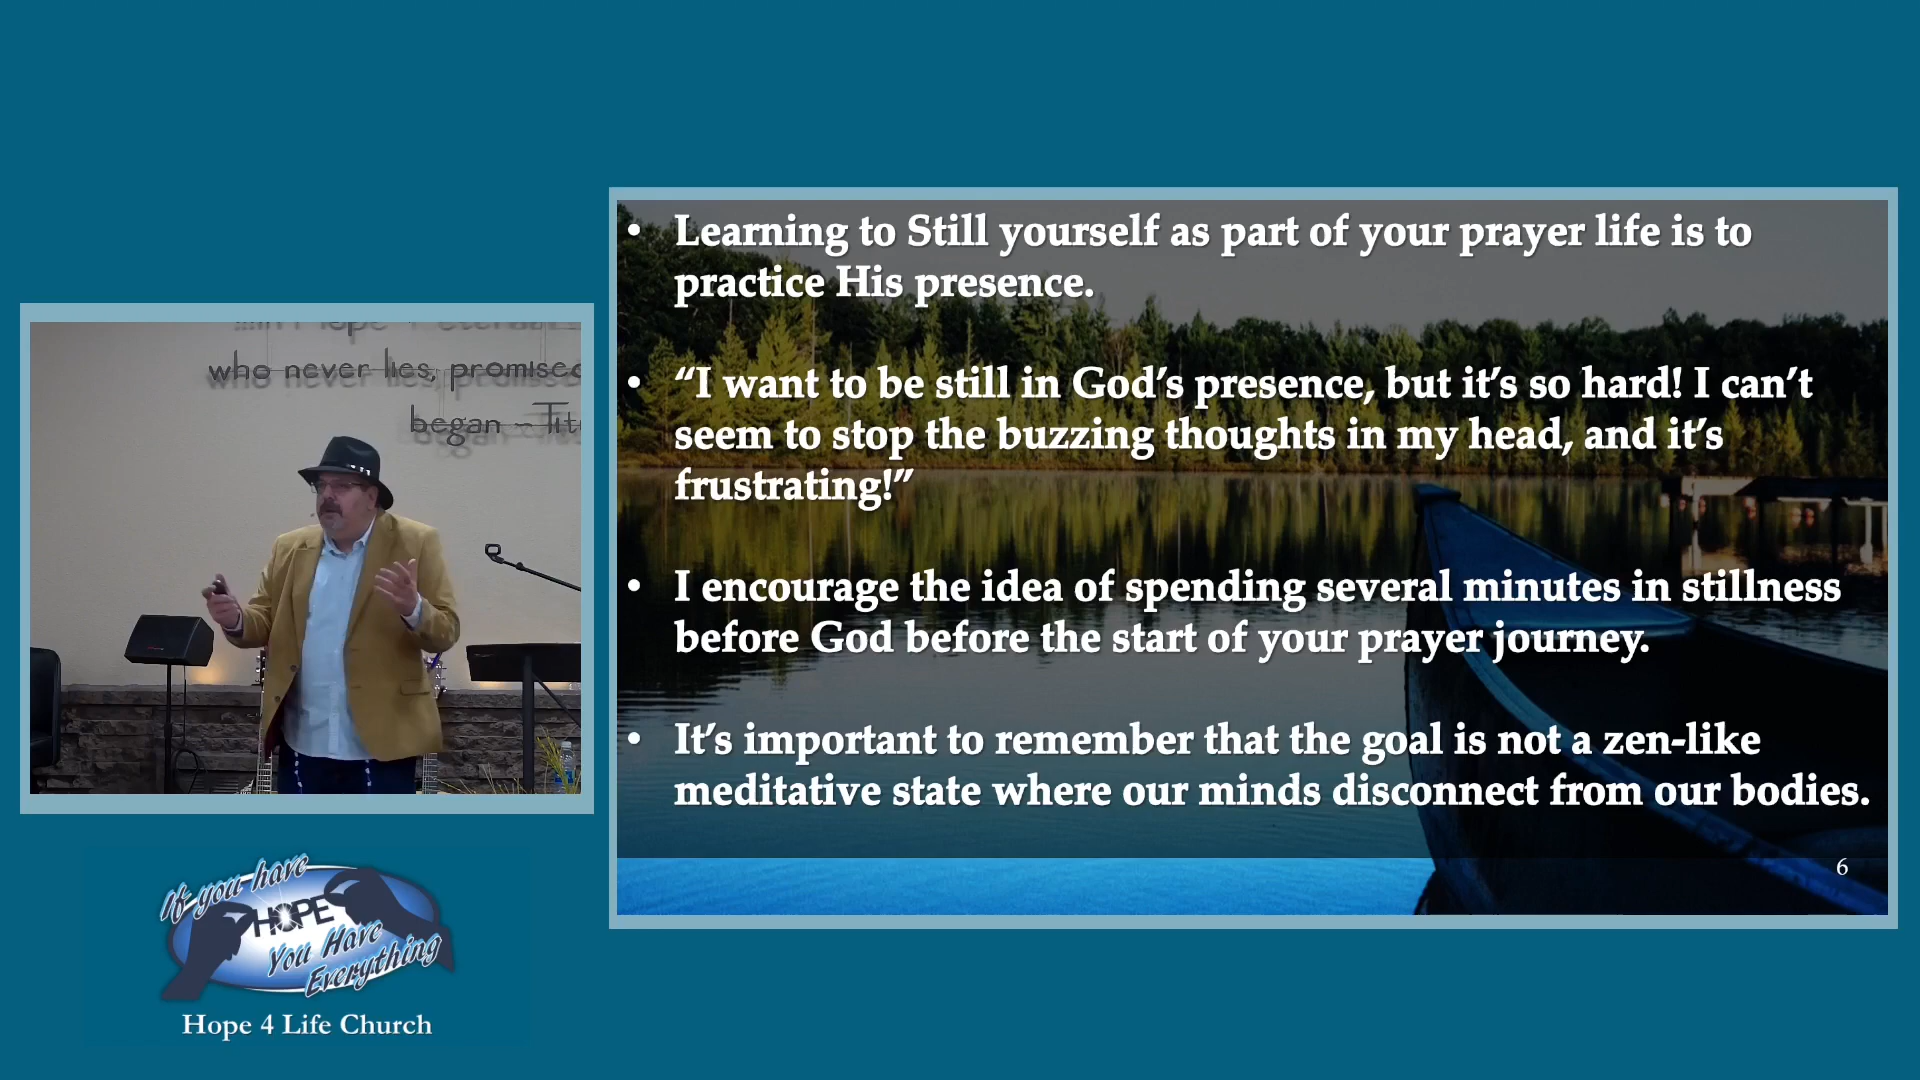 who never lies, promised
began ~ Tit
• Learning to Still yourself as part of your prayer life is to
practice His presence.
• “I want to be still in God’s presence, but it’s so hard! I can’t
seem to stop the buzzing thoughts in my head, and it’s
frustrating!”
• I encourage the idea of spending several minutes in stillness
before God before the start of your prayer journey.
• It’s important to remember that the goal is not a zen-like
meditative state where our minds disconnect from our bodies.
6
If you have
HOPE
You Have
Everything
Hope 4 Life Church